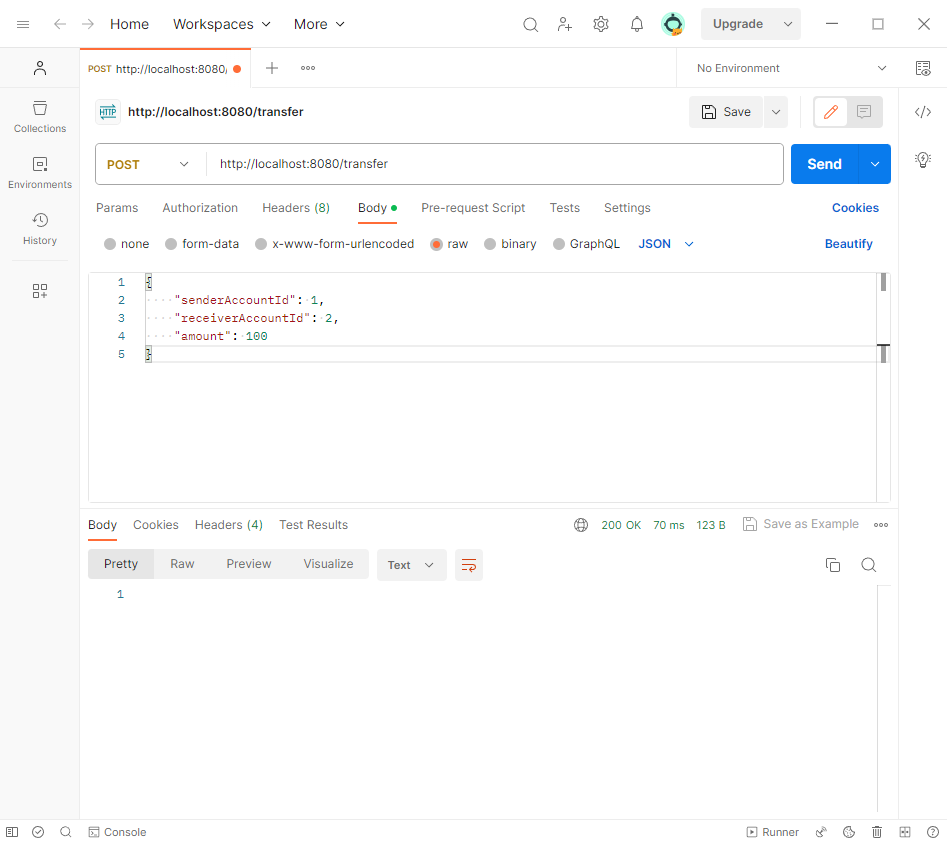 Home Workspaces More Upgrade
POST http://localhost:8080/ No Environment
HTTP http://localhost:8080/transfer Save
Collections
Environments
History
POST http://localhost:8080/transfer Send
Params Authorization Headers (8) Body Pre-request Script Tests Settings Cookies
none form-data x-www-form-urlencoded raw binary GraphQL JSON Beautify
1 {
2 "senderAccountId": 1,
3 "receiverAccountId": 2,
4 "amount": 100
5 }
Body Cookies Headers (4) Test Results 200 OK 70 ms 123 B Save as Example
Pretty Raw Preview Visualize Text
1
Console Runner